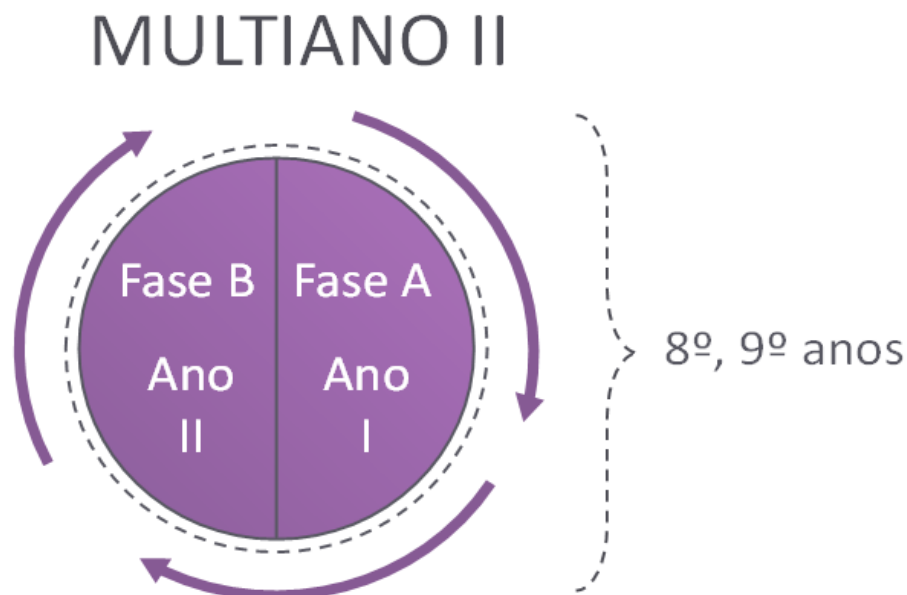 MULTIANO II
Fase B
Ano
II
Fase A
Ano
I
8º, 9º anos